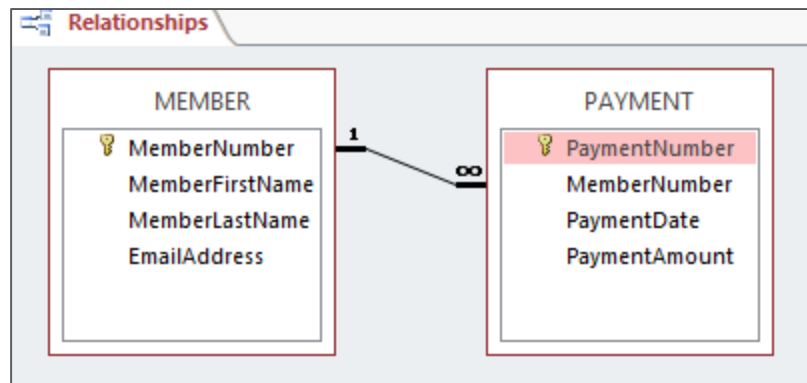 Relationships
MEMBER
MemberNumber
MemberFirstName
MemberLastName
EmailAddress
1
∞
PAYMENT
PaymentNumber
MemberNumber
PaymentDate
PaymentAmount